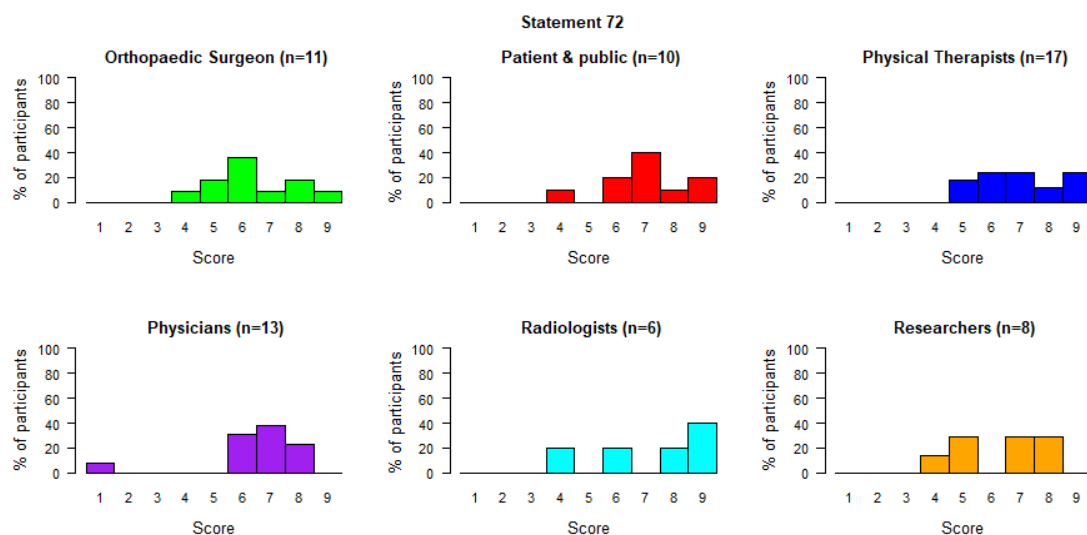 Statement 72
Orthopaedic Surgeon (n=11)
% of participants
100
80
60
40
20
0
1 2 3 4 5 6 7 8 9
Score
Patient & public (n=10)
% of participants
100
80
60
40
20
0
1 2 3 4 5 6 7 8 9
Score
Physical Therapists (n=17)
% of participants
100
80
60
40
20
0
1 2 3 4 5 6 7 8 9
Score
Physicians (n=13)
% of participants
100
80
60
40
20
0
1 2 3 4 5 6 7 8 9
Score
Radiologists (n=6)
% of participants
100
80
60
40
20
0
1 2 3 4 5 6 7 8 9
Score
Researchers (n=8)
% of participants
100
80
60
40
20
0
1 2 3 4 5 6 7 8 9
Score